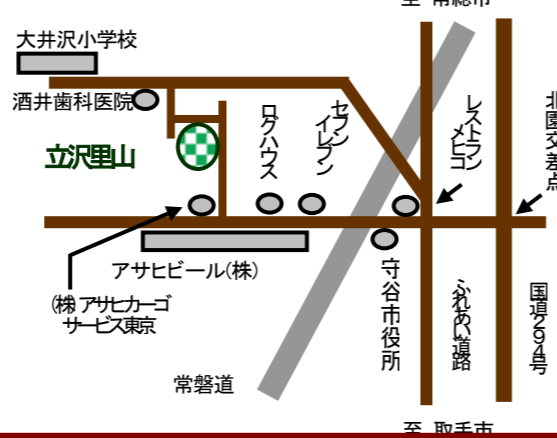 至 常総市
大井沢小学校
酒井歯科医院
立沢里山
ログハウス
セブン
イレブン
レストラン
メヒコ
北園交差点
アサヒビール(株)
(株)アサヒカーゴ
サービス東京
守谷市役所
ふれあい道路
国道294号
常磐道
至 取手市